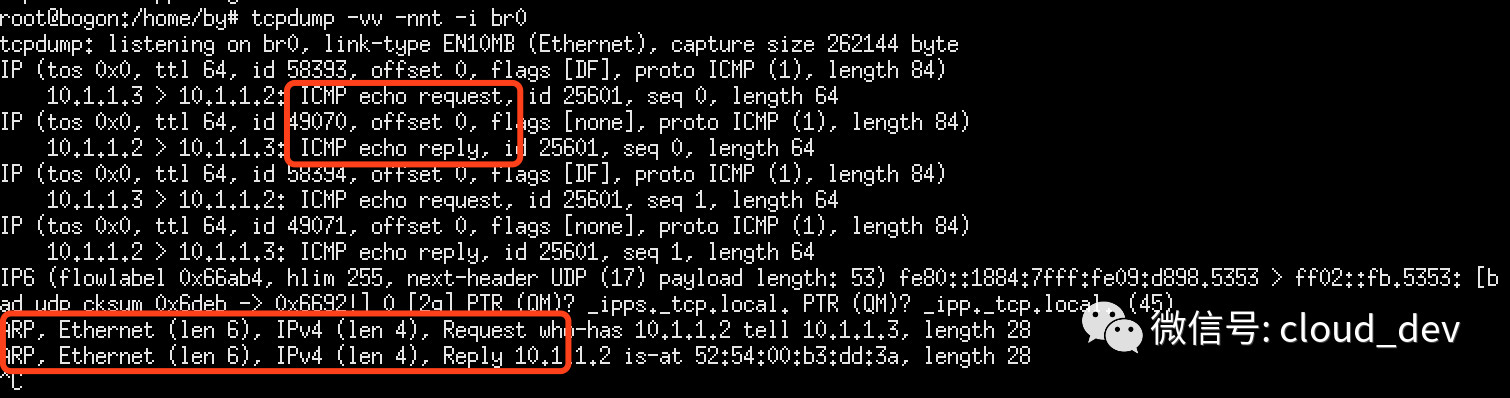 root@bogon:/home/by# tcpdump -vv -nnt -i br0
tcpdump: listening on br0, link-type EN10MB (Ethernet), capture size 262144 byte
IP (tos 0x0, ttl 64, id 58393, offset 0, flags [DF], proto ICMP (1), length 84)
10.1.1.3 > 10.1.1.2: ICMP echo request, id 25601, seq 0, length 64
IP (tos 0x0, ttl 64, id 49070, offset 0, flags [none], proto ICMP (1), length 84)
10.1.1.2 > 10.1.1.3: ICMP echo reply, id 25601, seq 0, length 64
IP (tos 0x0, ttl 64, id 58394, offset 0, flags [DF], proto ICMP (1), length 84)
10.1.1.3 > 10.1.1.2: ICMP echo request, id 25601, seq 1, length 64
IP (tos 0x0, ttl 64, id 49071, offset 0, flags [none], proto ICMP (1), length 84)
10.1.1.2 > 10.1.1.3: ICMP echo reply, id 25601, seq 1, length 64
IP6 (flowlabel 0x66ab4, hlim 255, next-header UDP (17) payload length: 53) fe80::1884:7fff:fe09:d898.5353 > ff02::fb.5353: [b
ad udp cksum 0x6deb -> 0x6692!] 0 [2q] PTR (QM)? _ipps._tcp.local. PTR (QM)? _ipp._tcp.local. (45)
ARP, Ethernet (len 6), IPv4 (len 4), Request who-has 10.1.1.2 tell 10.1.1.3, length 28
ARP, Ethernet (len 6), IPv4 (len 4), Reply 10.1.1.2 is-at 52:54:00:b3:dd:3a, length 28
^C
微信号: cloud_dev